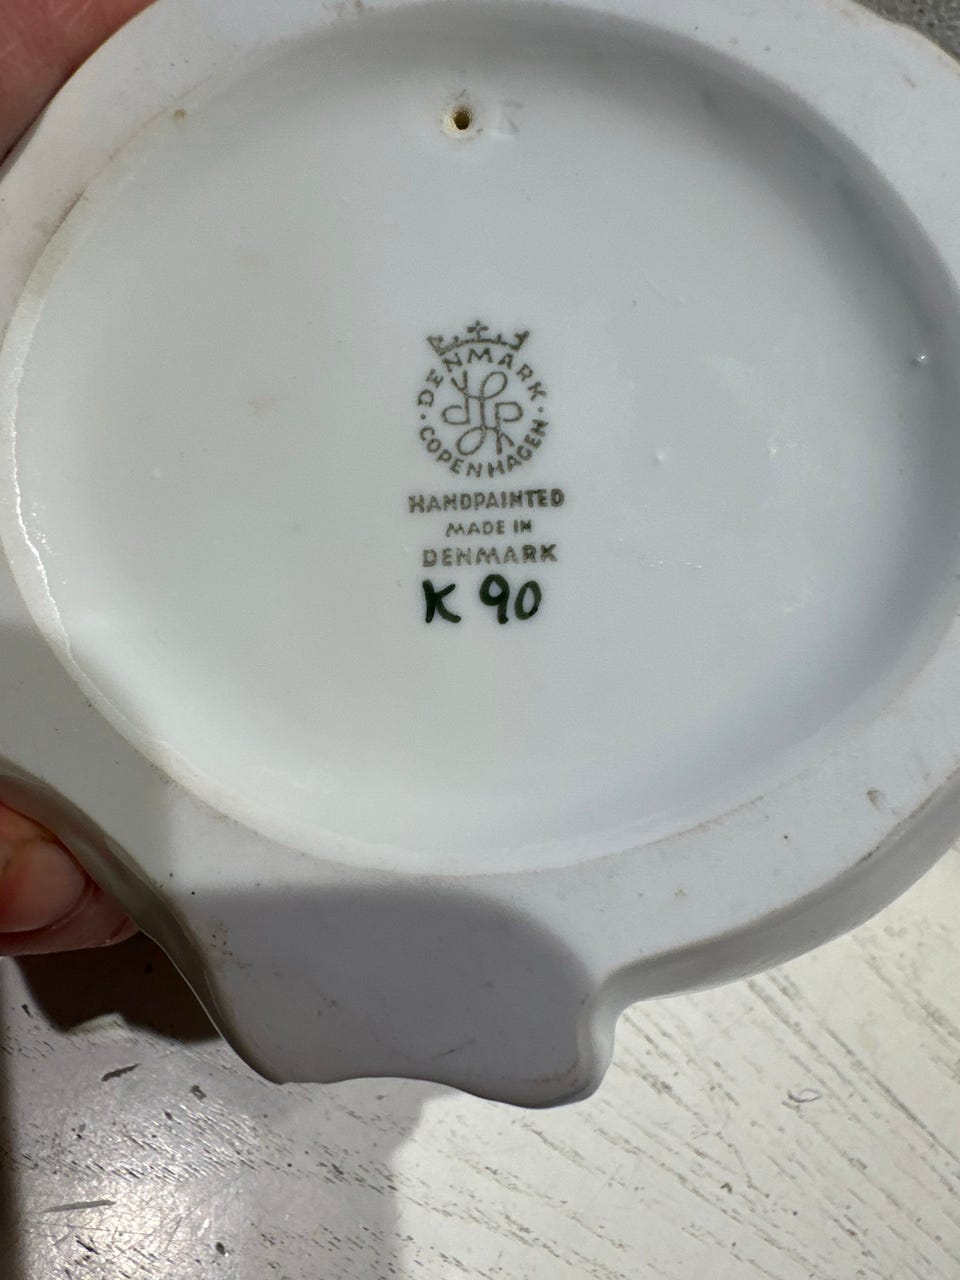 DENMARK
COPENHAGEN
HANDPAINTED
MADE IN
DENMARK
K 90